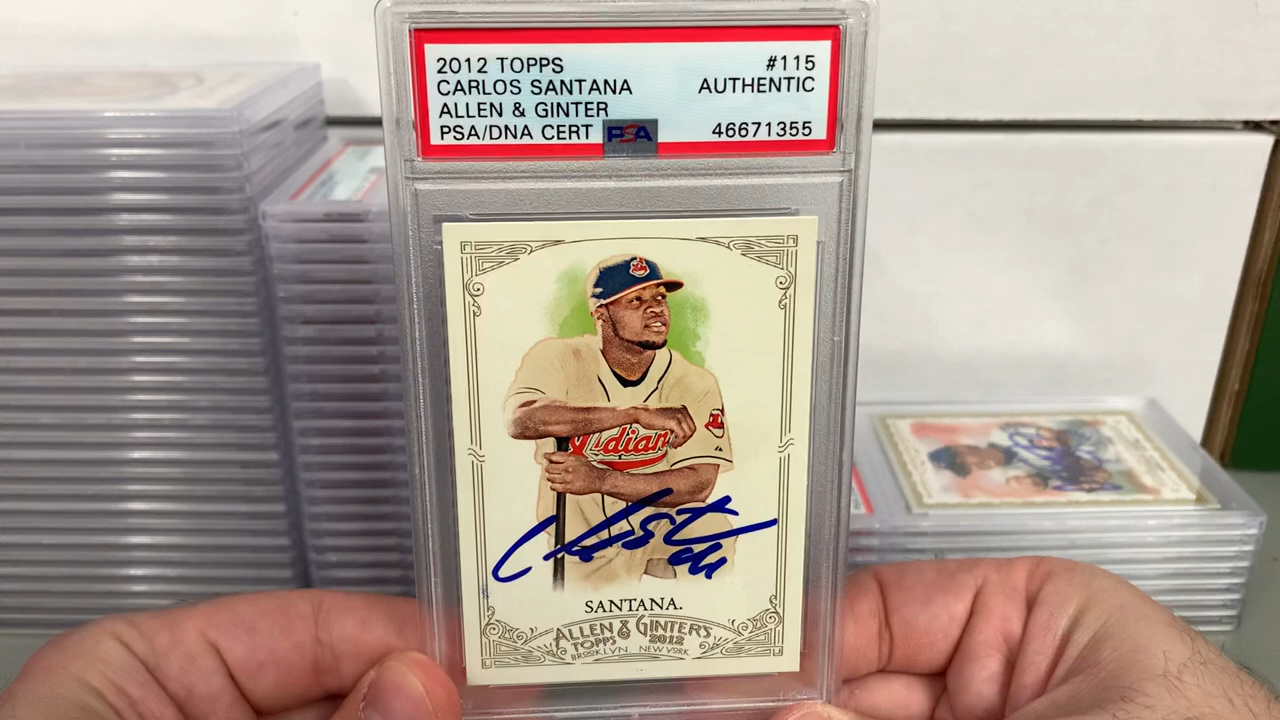 2012 TOPPS #115
CARLOS SANTANA AUTHENTIC
ALLEN & GINTER
PSA/DNA CERT PSA 46671355
Indians
SANTANA.
ALLEN & GINTER'S
TOPPS 2012
BROOKLYN NEW YORK